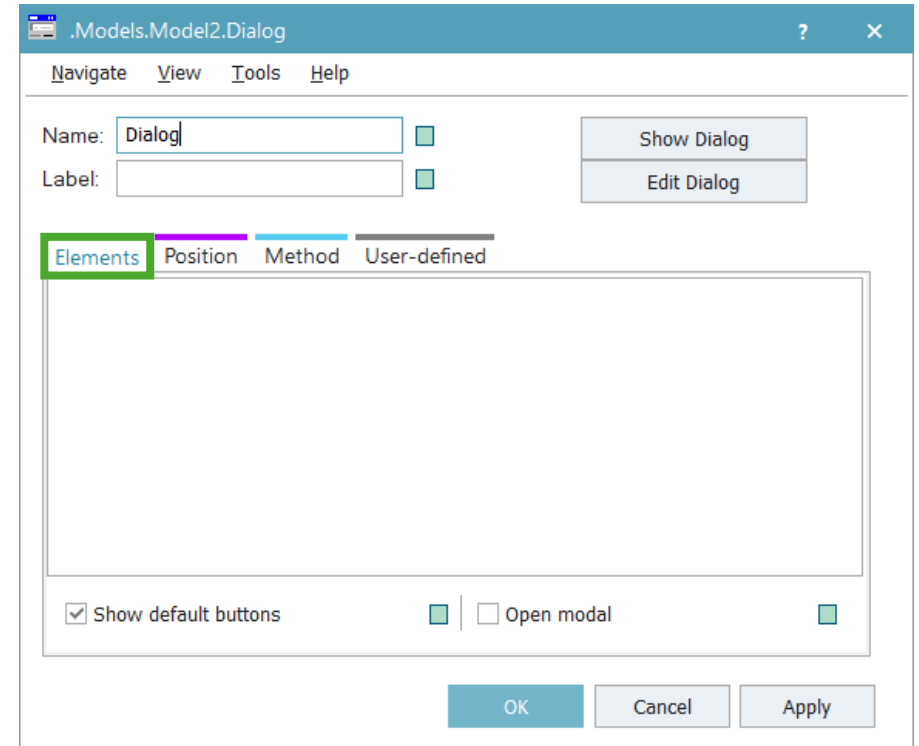 .Models.Model2.Dialog ? ×
Navigate View Tools Help
Name: Dialog Show Dialog
Label: Edit Dialog
Elements Position Method User-defined
Show default buttons Open modal
OK Cancel Apply